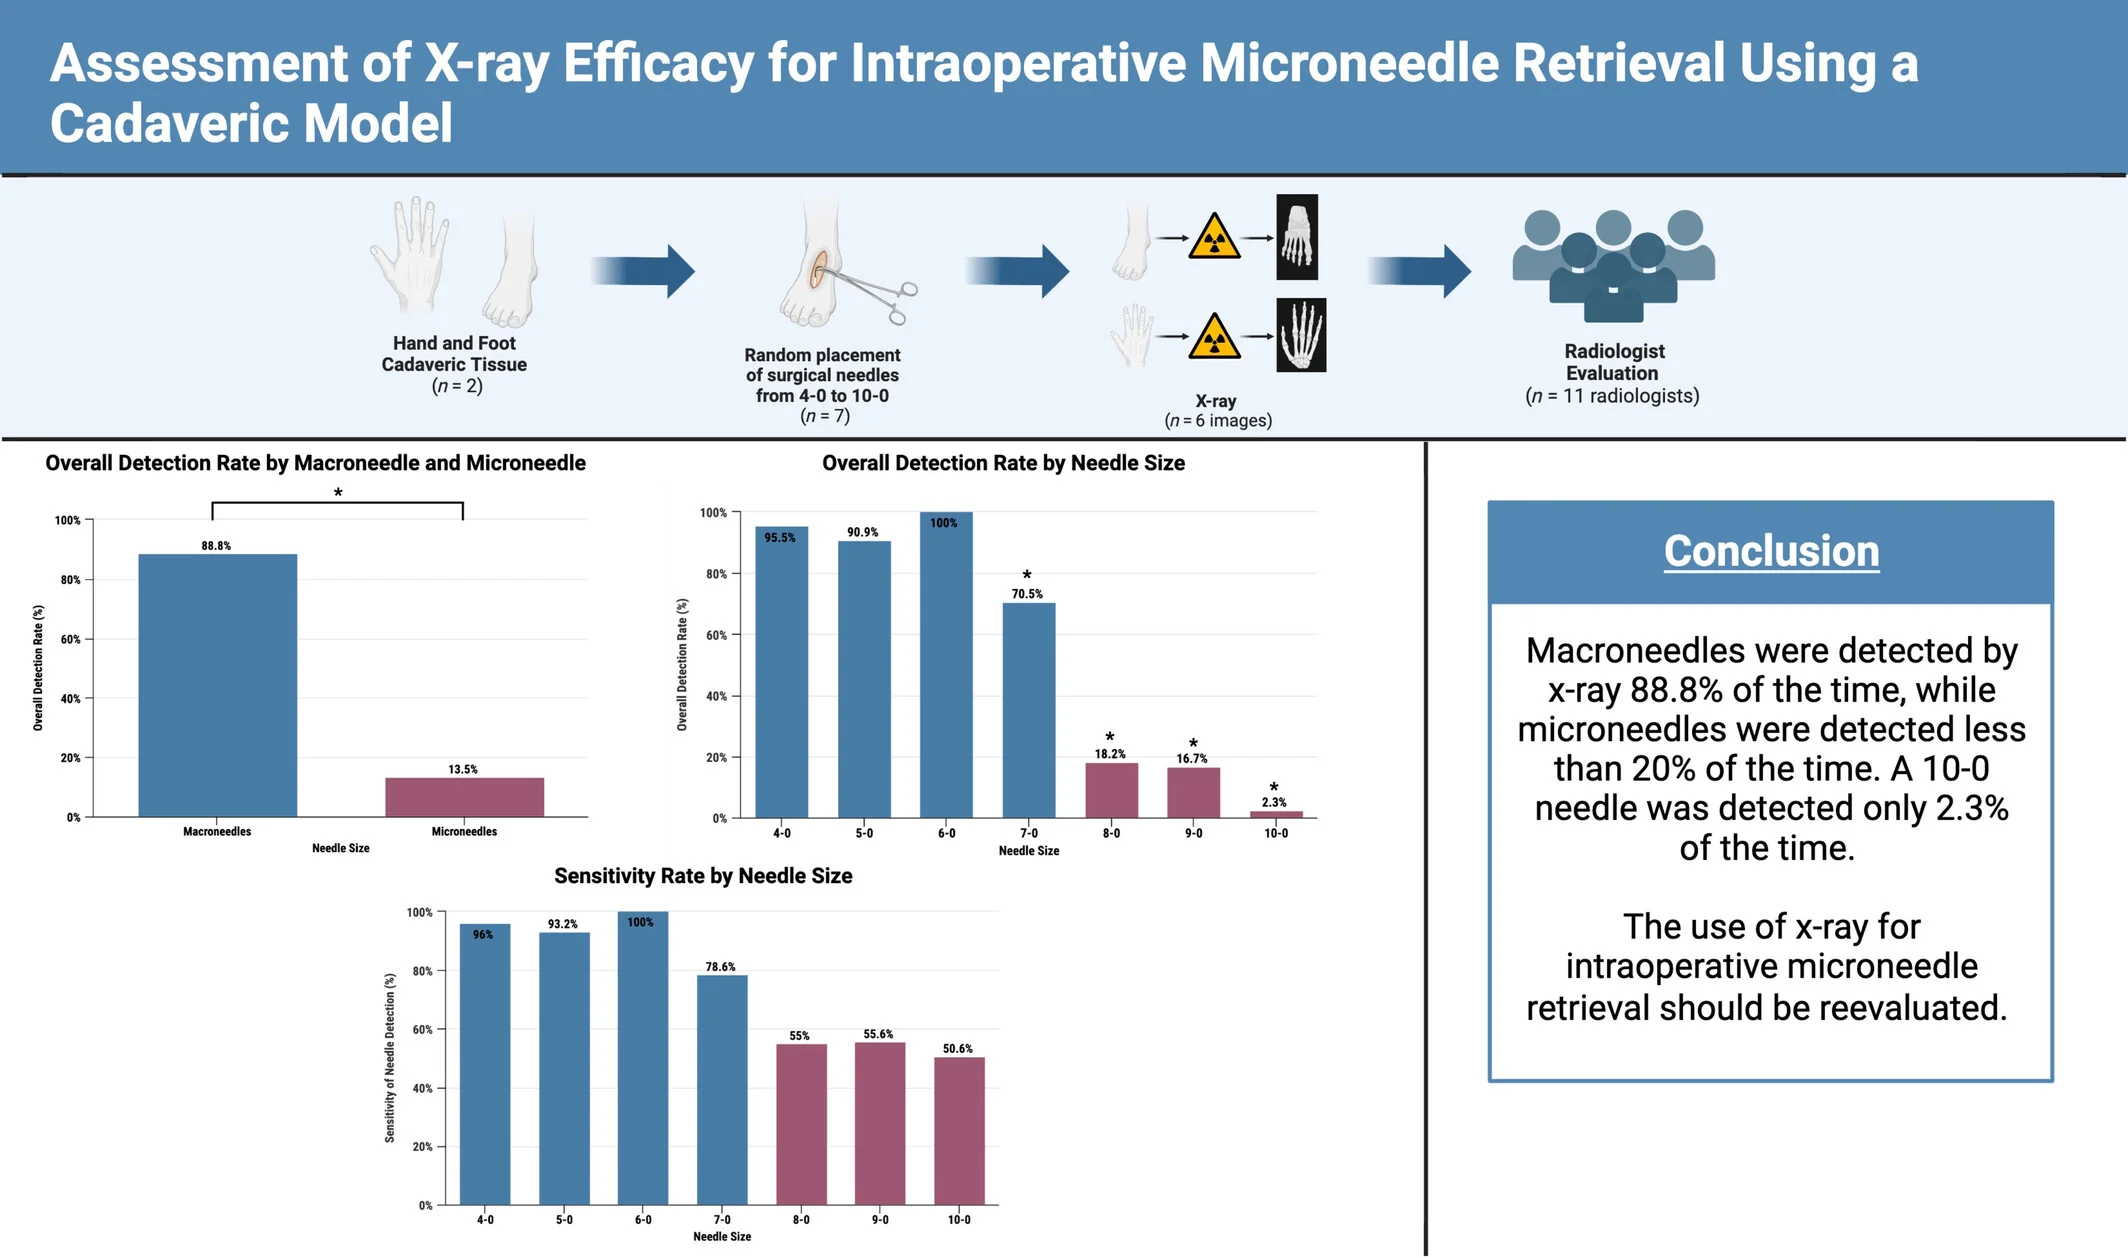 Assessment of X-ray Efficacy for Intraoperative Microneedle Retrieval Using a
Cadaveric Model
Hand and Foot
Cadaveric Tissue
(n = 2)
Random placement
of surgical needles
from 4-0 to 10-0
(n = 7)
X-ray
(n = 6 images)
Radiologist
Evaluation
(n = 11 radiologists)
Overall Detection Rate by Macroneedle and Microneedle
*
100%
80%
60%
40%
20%
0%
Overall Detection Rate (%)
88.8%
13.5%
Macroneedles
Microneedles
Needle Size
Overall Detection Rate by Needle Size
100%
80%
60%
40%
20%
0%
Overall Detection Rate (%)
95.5%
90.9%
100%
*
70.5%
*
18.2%
*
16.7%
*
2.3%
4-0
5-0
6-0
7-0
8-0
9-0
10-0
Needle Size
Sensitivity Rate by Needle Size
100%
80%
60%
40%
20%
0%
Sensitivity of Needle Detection (%)
96%
93.2%
100%
78.6%
55%
55.6%
50.6%
4-0
5-0
6-0
7-0
8-0
9-0
10-0
Needle Size
Conclusion
Macroneedles were detected by
x-ray 88.8% of the time, while
microneedles were detected less
than 20% of the time. A 10-0
needle was detected only 2.3%
of the time.
The use of x-ray for
intraoperative microneedle
retrieval should be reevaluated.